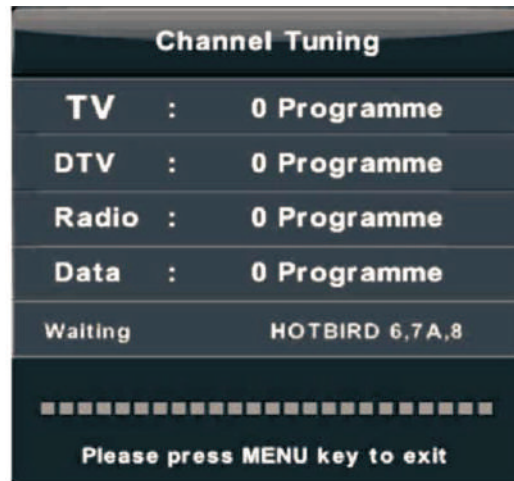 Channel Tuning
TV : 0 Programme
DTV : 0 Programme
Radio : 0 Programme
Data : 0 Programme
Waiting HOTBIRD 6,7A,8
Please press MENU key to exit